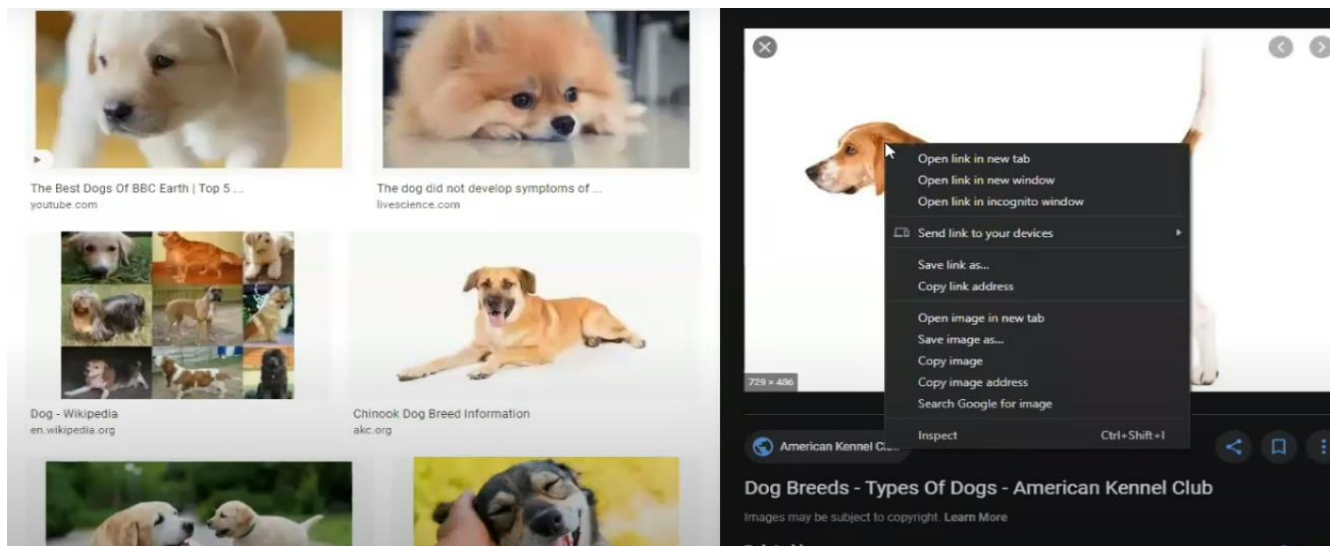 The Best Dogs Of BBC Earth | Top 5 ...
youtube.com
The dog did not develop symptoms of ...
livescience.com
Dog - Wikipedia
en.wikipedia.org
Chinook Dog Breed Information
akc.org
Open link in new tab
Open link in new window
Open link in incognito window
Send link to your devices
Save link as...
Copy link address
Open image in new tab
Save image as...
Copy image
Copy image address
Search Google for image
Inspect Ctrl+Shift+I
729 × 486
American Kennel
Dog Breeds - Types Of Dogs - American Kennel Club
Images may be subject to copyright. Learn More